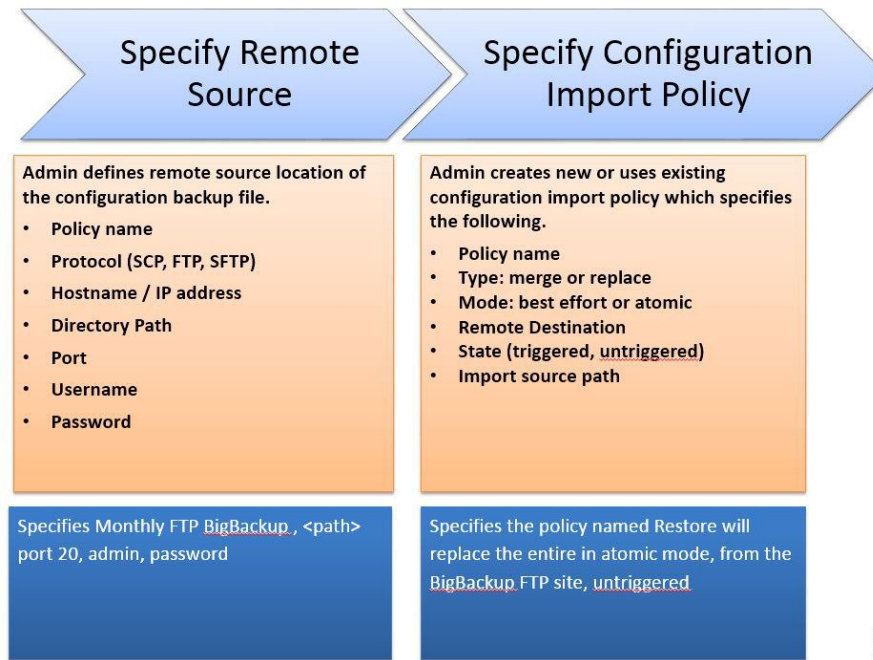 Specify Remote
Source
Specify Configuration
Import Policy
Admin defines remote source location of
the configuration backup file.
• Policy name
• Protocol (SCP, FTP, SFTP)
• Hostname / IP address
• Directory Path
• Port
• Username
• Password
Admin creates new or uses existing
configuration import policy which specifies
the following.
• Policy name
• Type: merge or replace
• Mode: best effort or atomic
• Remote Destination
• State (triggered, untriggered)
• Import source path
Specifies Monthly FTP BigBackup , <path>
port 20, admin, password
Specifies the policy named Restore will
replace the entire in atomic mode, from the
BigBackup FTP site, untriggered